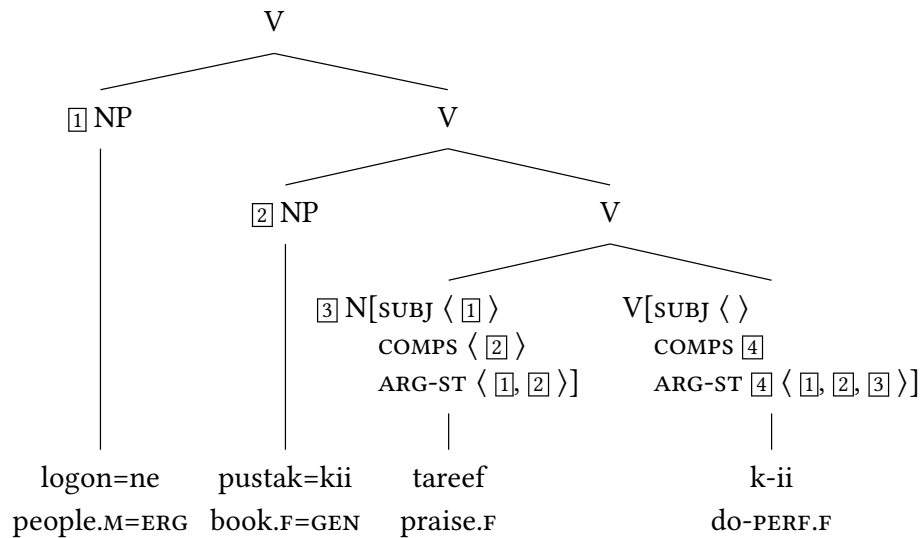 V
1 NP V
2 NP V
3 N[SUBJ ⟨ 1 ⟩ V[SUBJ ⟨ ⟩
COMPS ⟨ 2 ⟩ COMPS 4
ARG-ST ⟨ 1, 2 ⟩] ARG-ST 4 ⟨ 1, 2, 3 ⟩]
logon=ne pustak=kii tareef k-ii
people.M=ERG book.F=GEN praise.F do-PERF.F